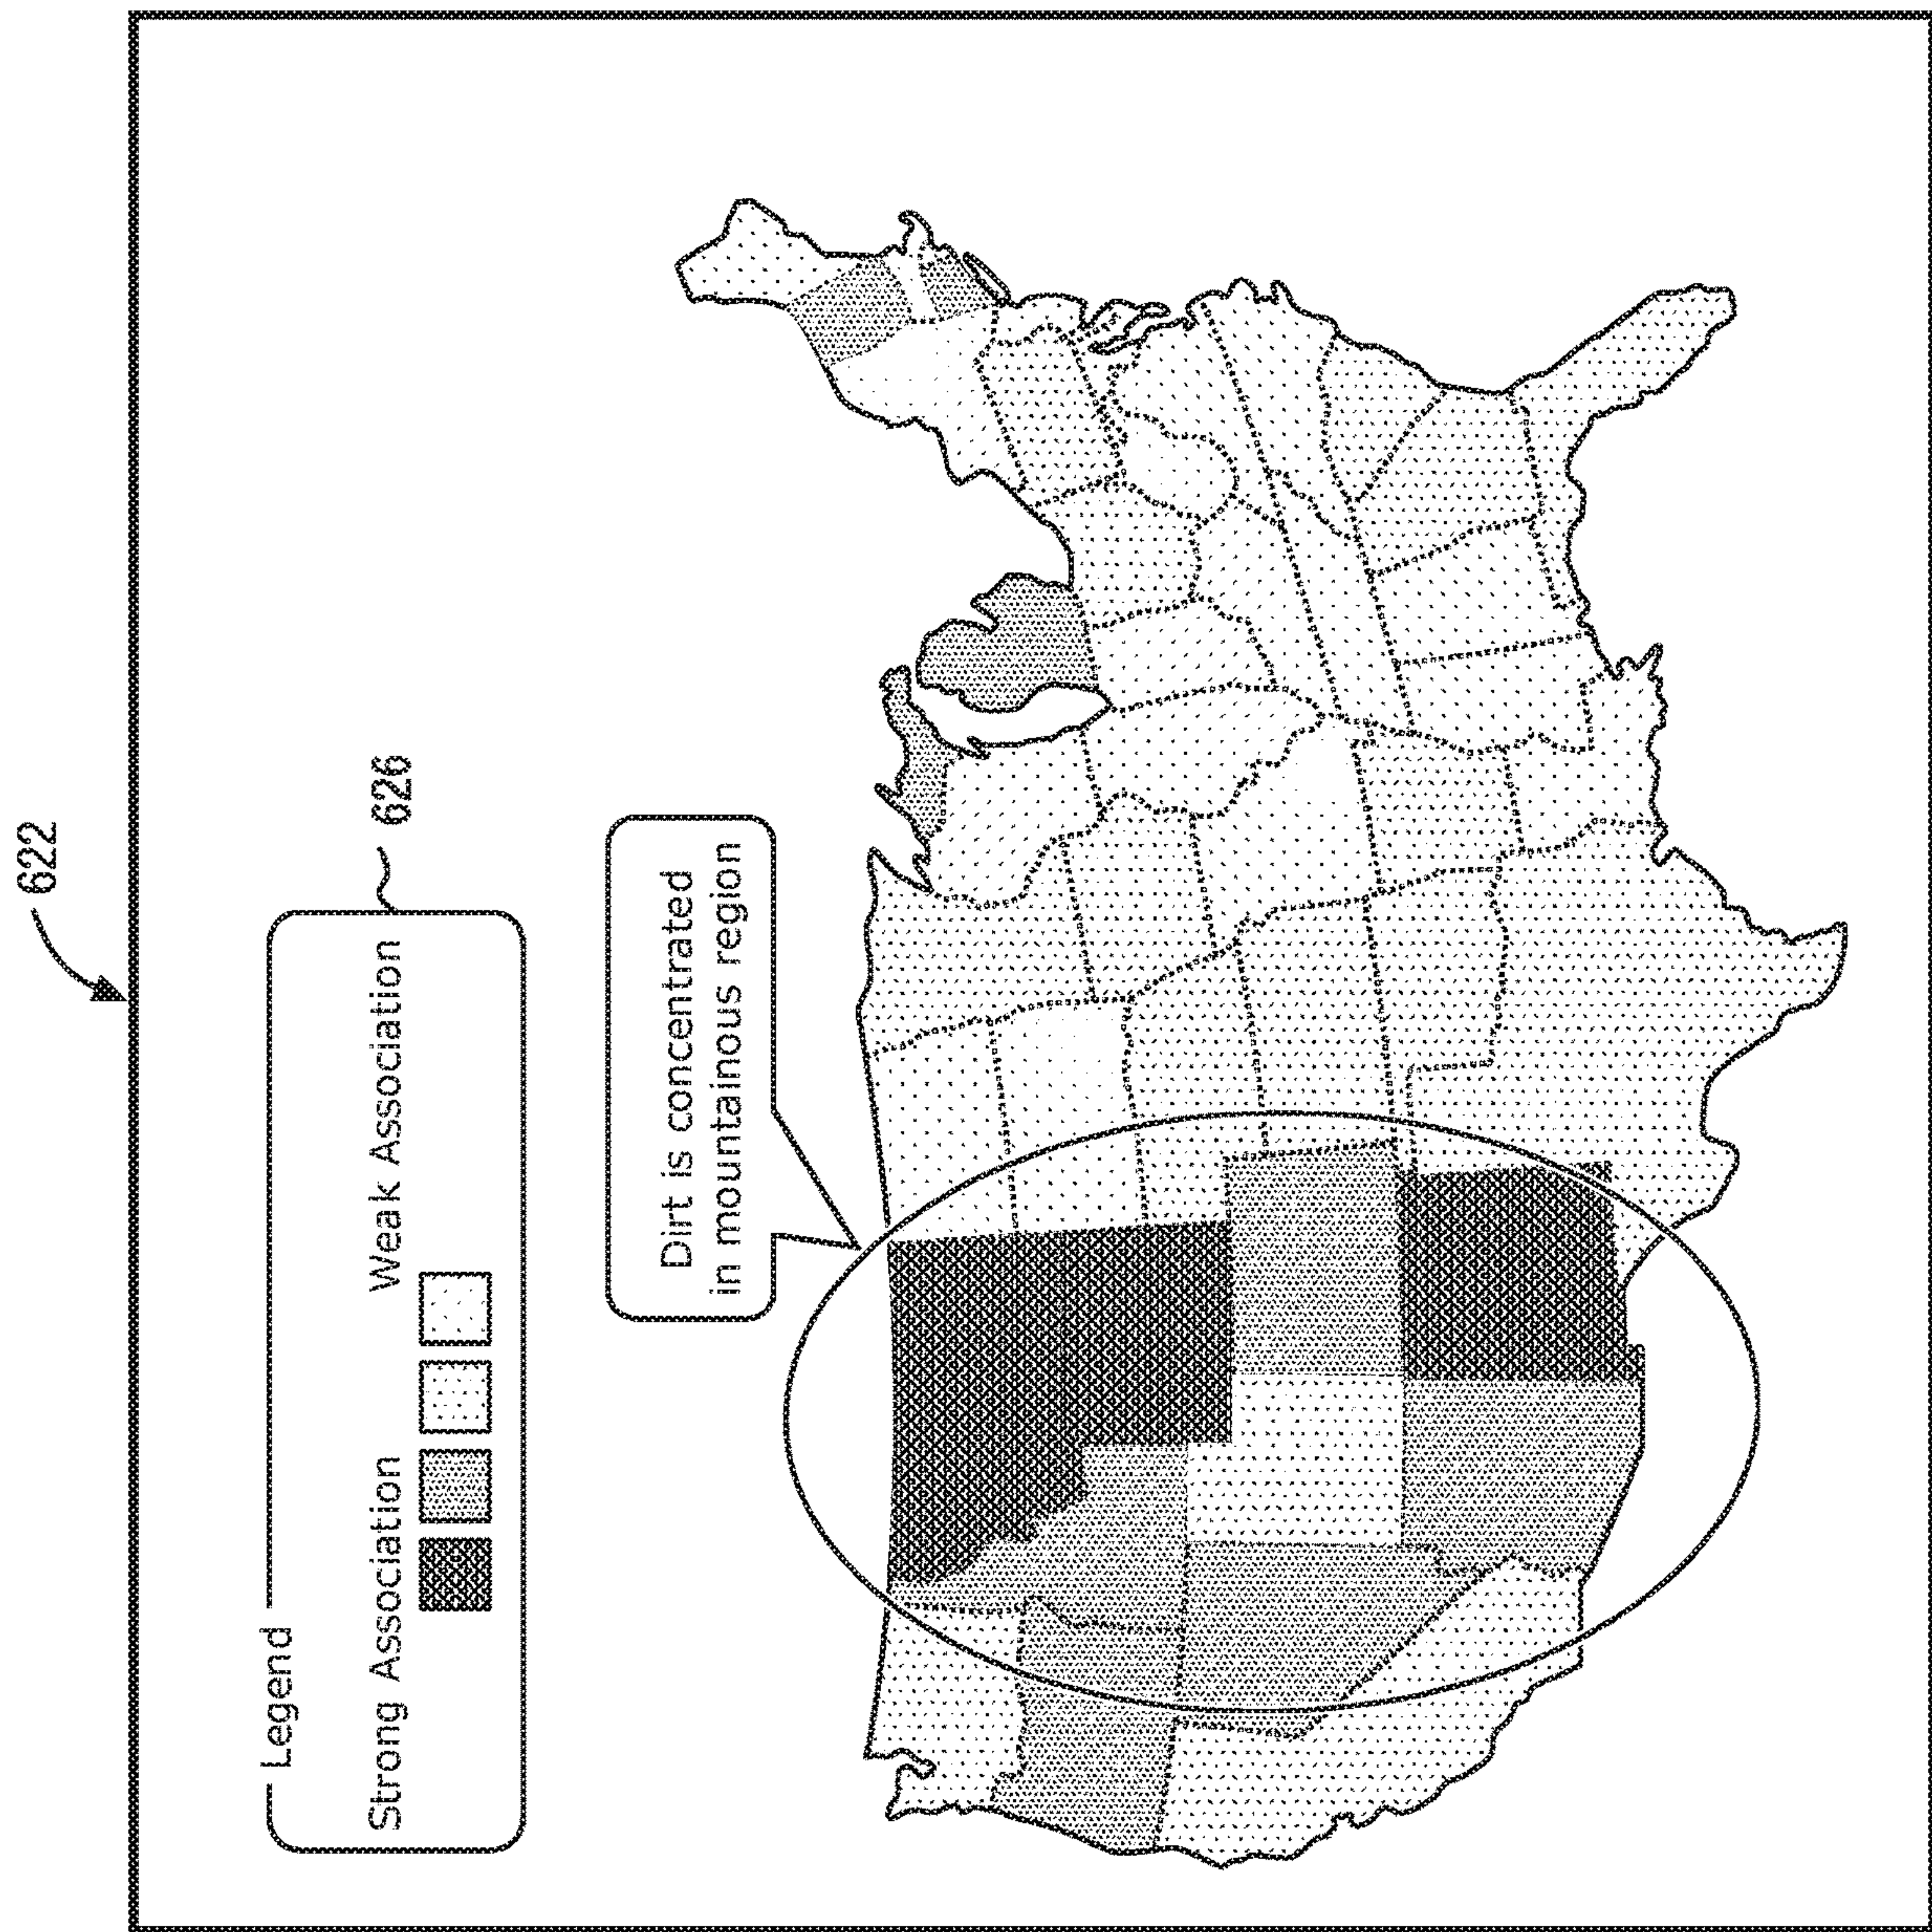 622
Legend
626
Strong Association
Weak Association
Dirt is concentrated
in mountainous region